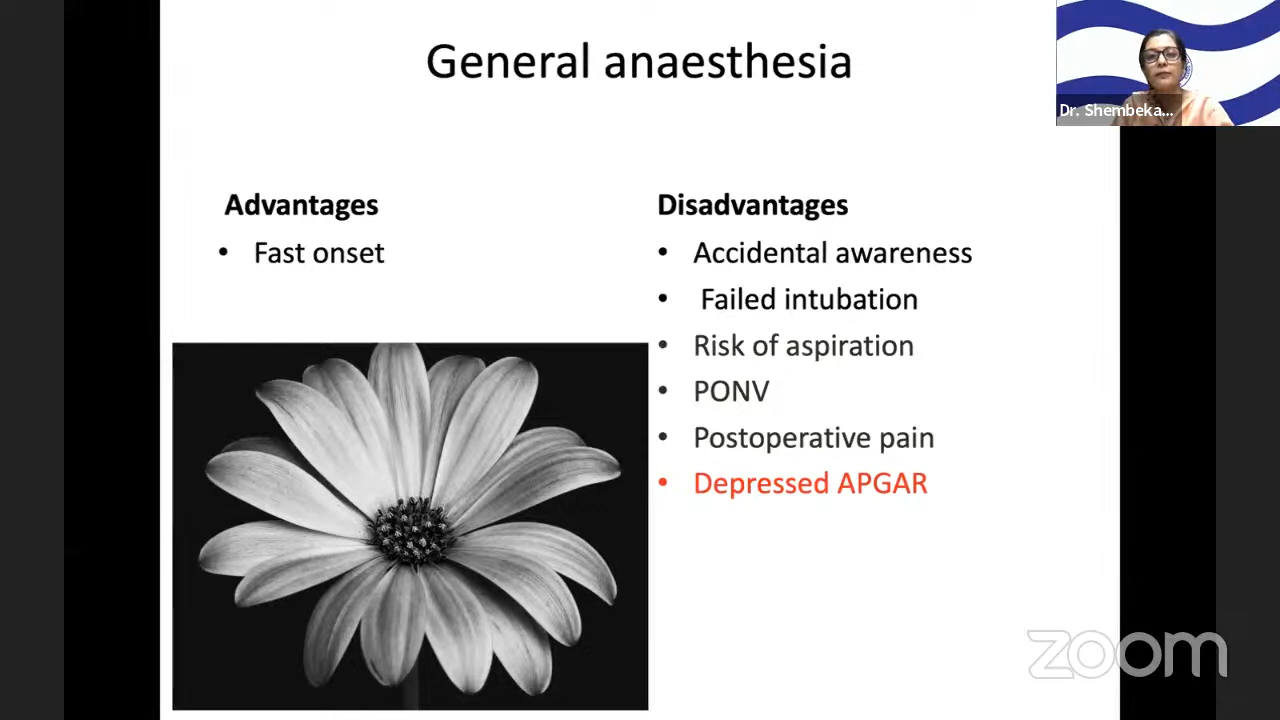 General anaesthesia
Dr. Shembeka...
Advantages
• Fast onset
Disadvantages
• Accidental awareness
• Failed intubation
• Risk of aspiration
• PONV
• Postoperative pain
• Depressed APGAR
zoom